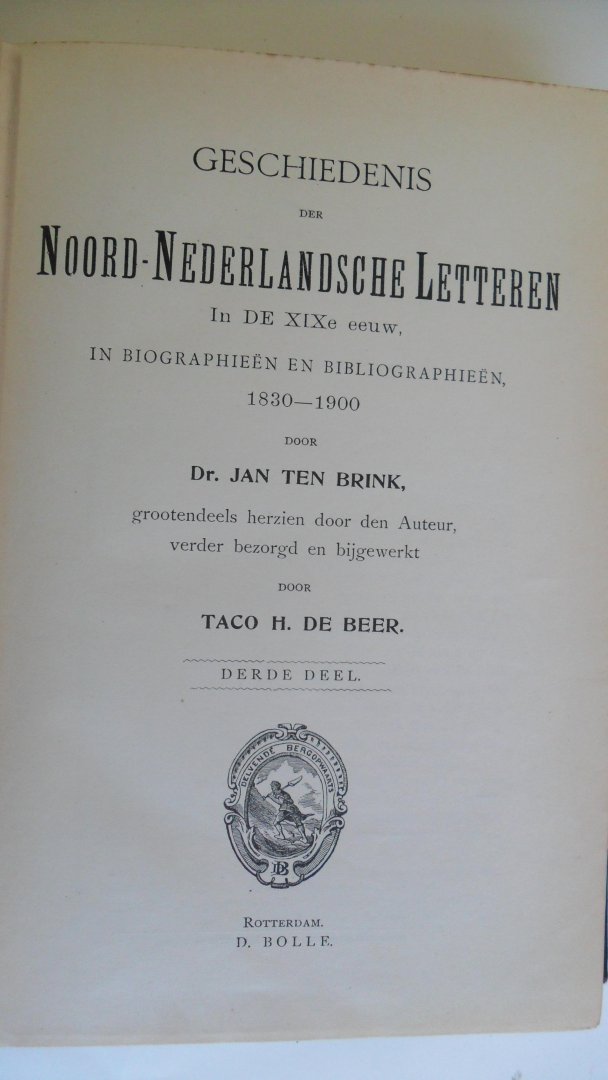 GESCHIEDENIS
DER
NOORD-NEDERLANDSCHE LETTEREN
In DE XIXe eeuw,
IN BIOGRAPHIEËN EN BIBLIOGRAPHIEËN,
1830—1900
DOOR
Dr. JAN TEN BRINK,
grootendeels herzien door den Auteur,
verder bezorgd en bijgewerkt
DOOR
TACO H. DE BEER.
DERDE DEEL.
DELVENDE BERGOPWAARTS
DB
ROTTERDAM.
D. BOLLE.